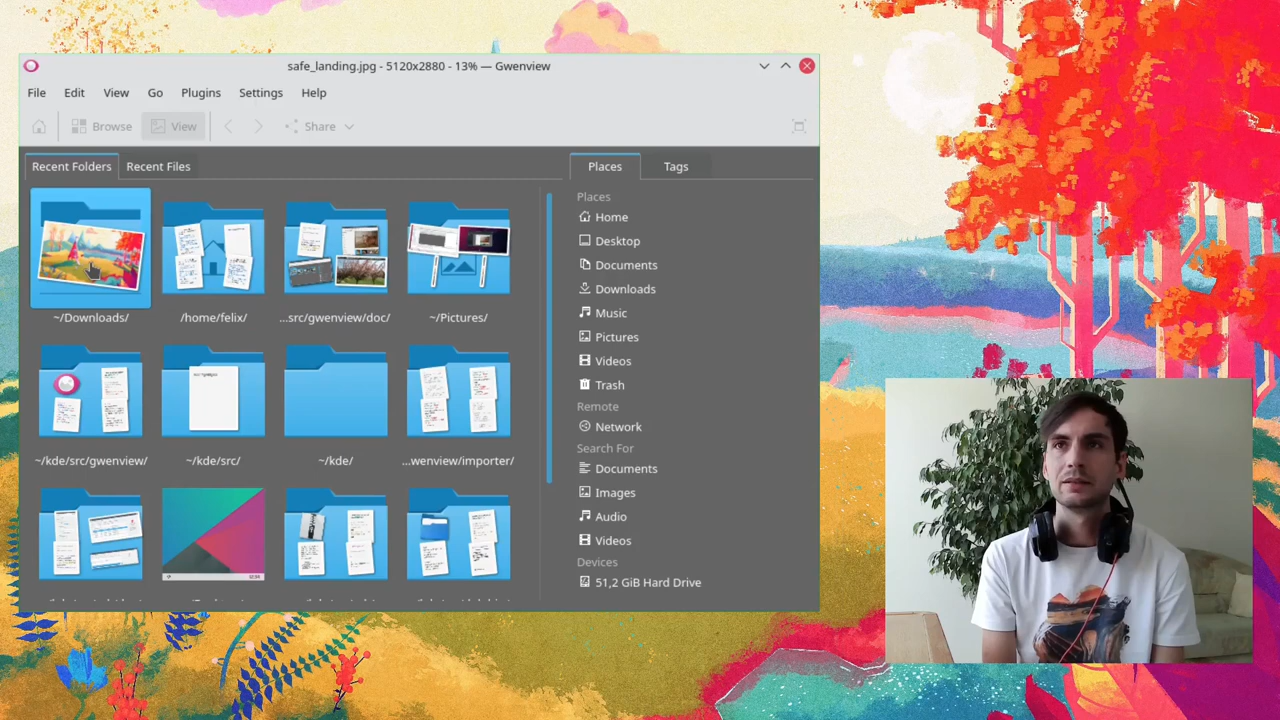 safe_landing.jpg - 5120x2880 - 13% — Gwenview
File Edit View Go Plugins Settings Help
Browse View Share
Recent Folders Recent Files
~/Downloads/ /home/felix/ ...src/gwenview/doc/ ~/Pictures/
~/kde/src/gwenview/ ~/kde/src/ ~/kde/ ...wenview/importer/
Places Tags
Places
Home
Desktop
Documents
Downloads
Music
Pictures
Videos
Trash
Remote
Network
Search For
Documents
Images
Audio
Videos
Devices
51,2 GiB Hard Drive